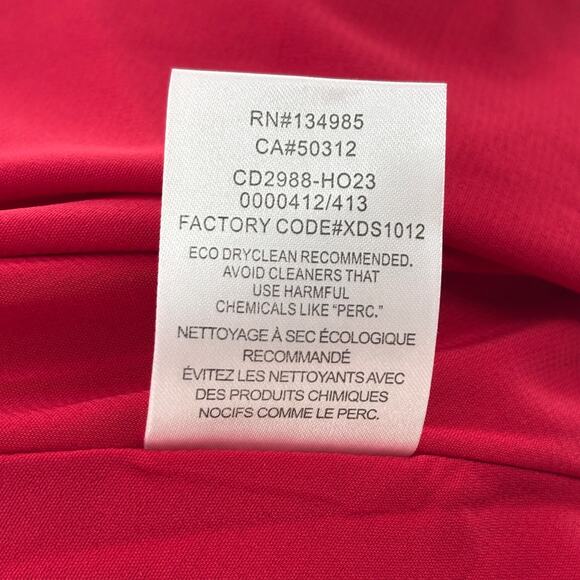 RN#134985
CA#50312
CD2988-HO23
0000412/413
FACTORY CODE#XDS1012
ECO DRYCLEAN RECOMMENDED.
AVOID CLEANERS THAT
USE HARMFUL
CHEMICALS LIKE "PERC."
NETTOYAGE À SEC ÉCOLOGIQUE
RECOMMANDÉ
ÉVITEZ LES NETTOYANTS AVEC
DES PRODUITS CHIMIQUES
NOCIFS COMME LE PERC.